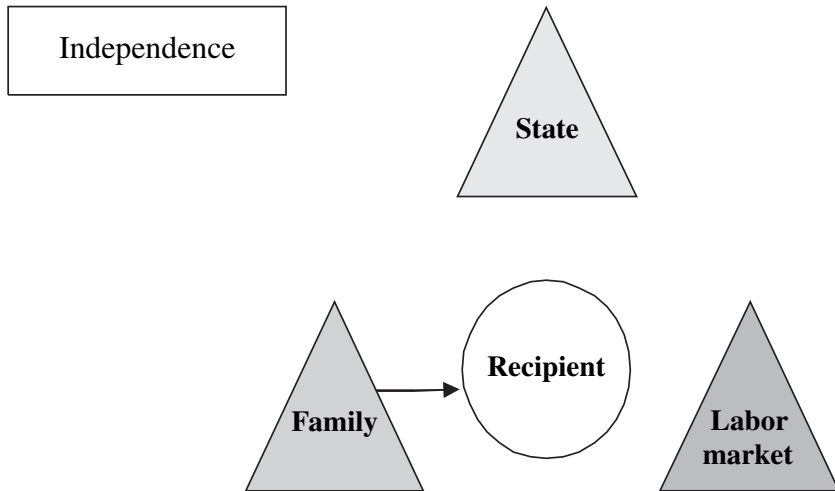 Independence
State
Recipient
Family
Labor
market